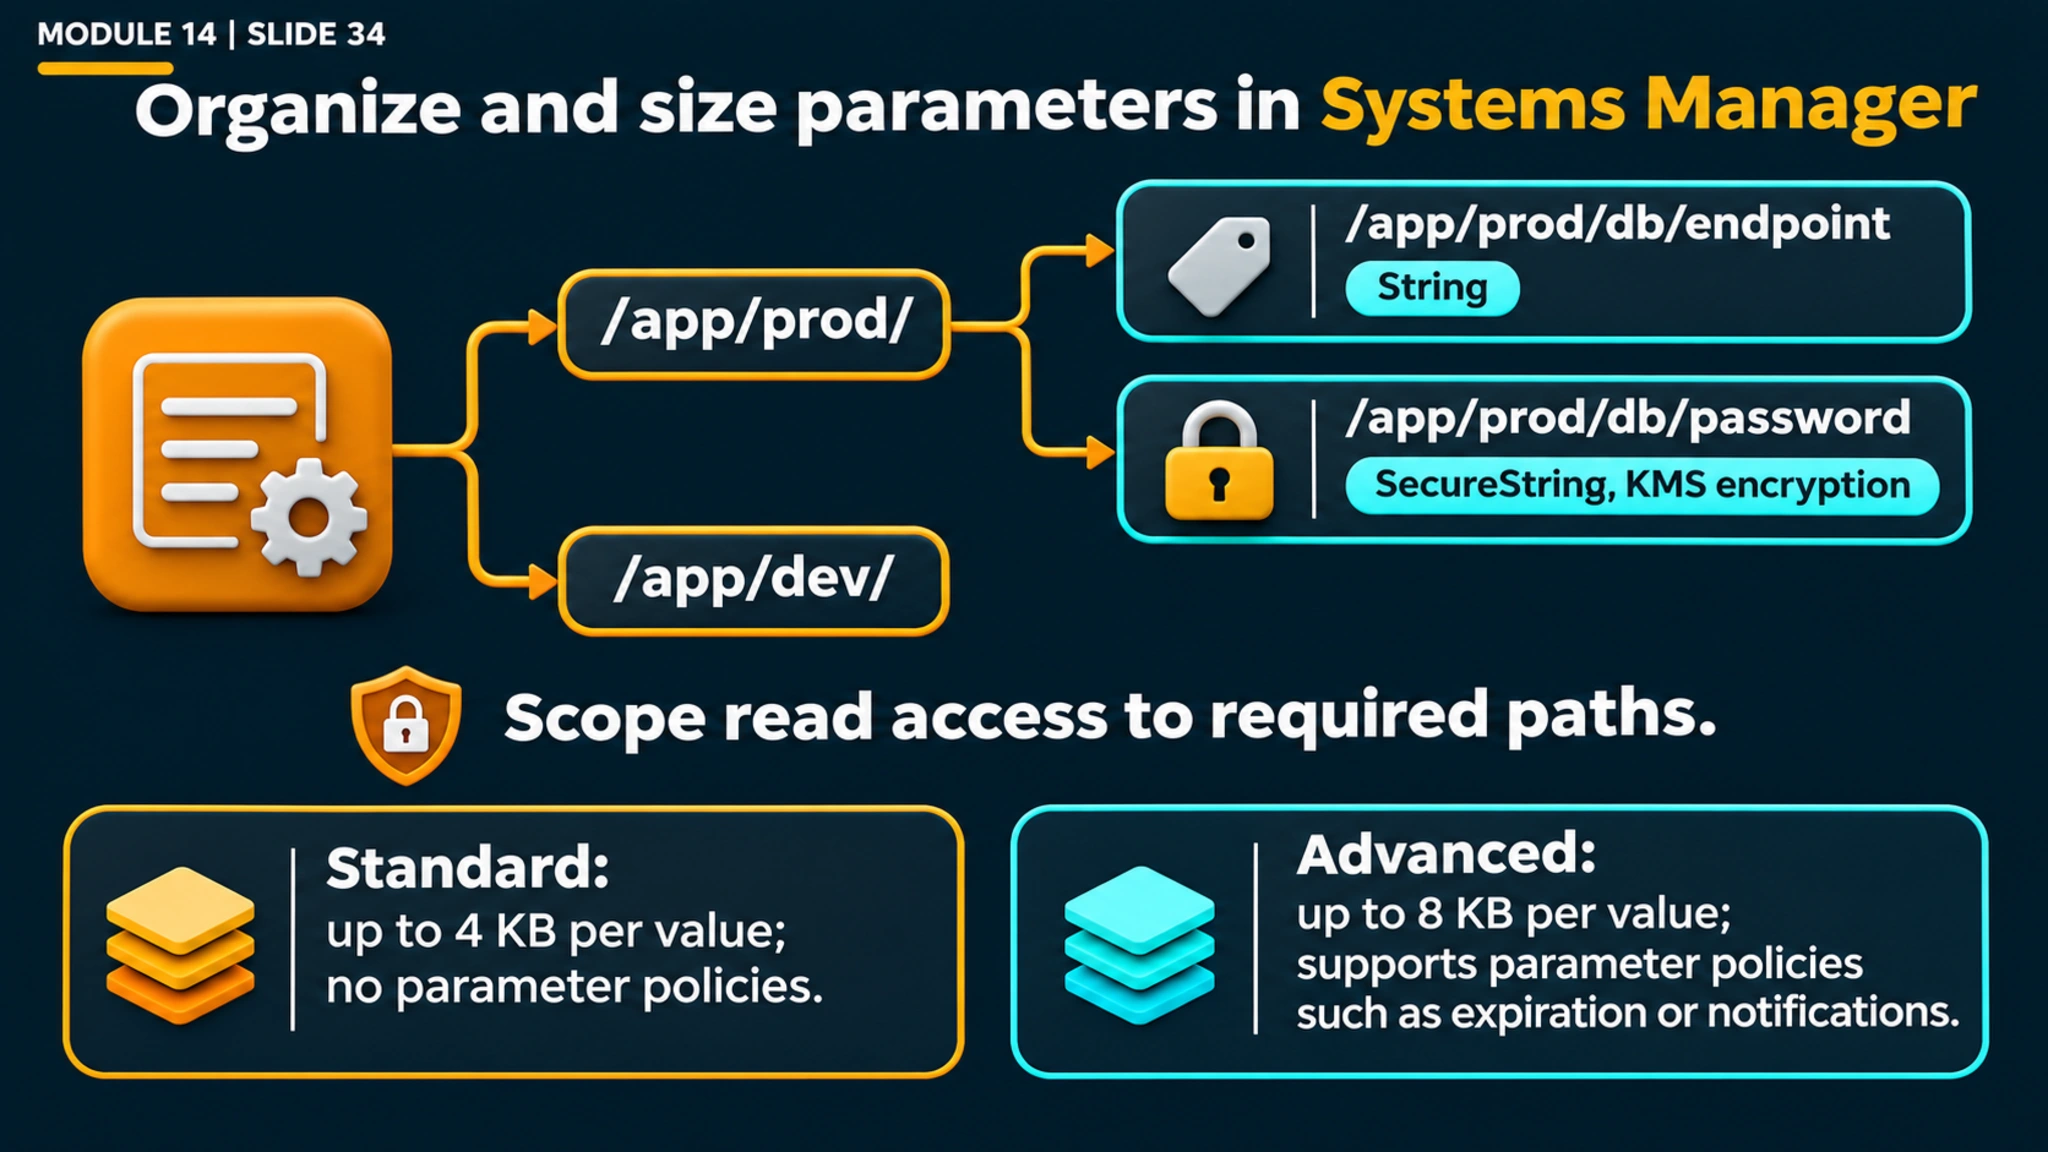 MODULE 14 | SLIDE 34
Organize and size parameters in Systems Manager
/app/prod/
/app/dev/
/app/prod/db/endpoint
String
/app/prod/db/password
SecureString, KMS encryption
Scope read access to required paths.
Standard:
up to 4 KB per value;
no parameter policies.
Advanced:
up to 8 KB per value;
supports parameter policies
such as expiration or notifications.